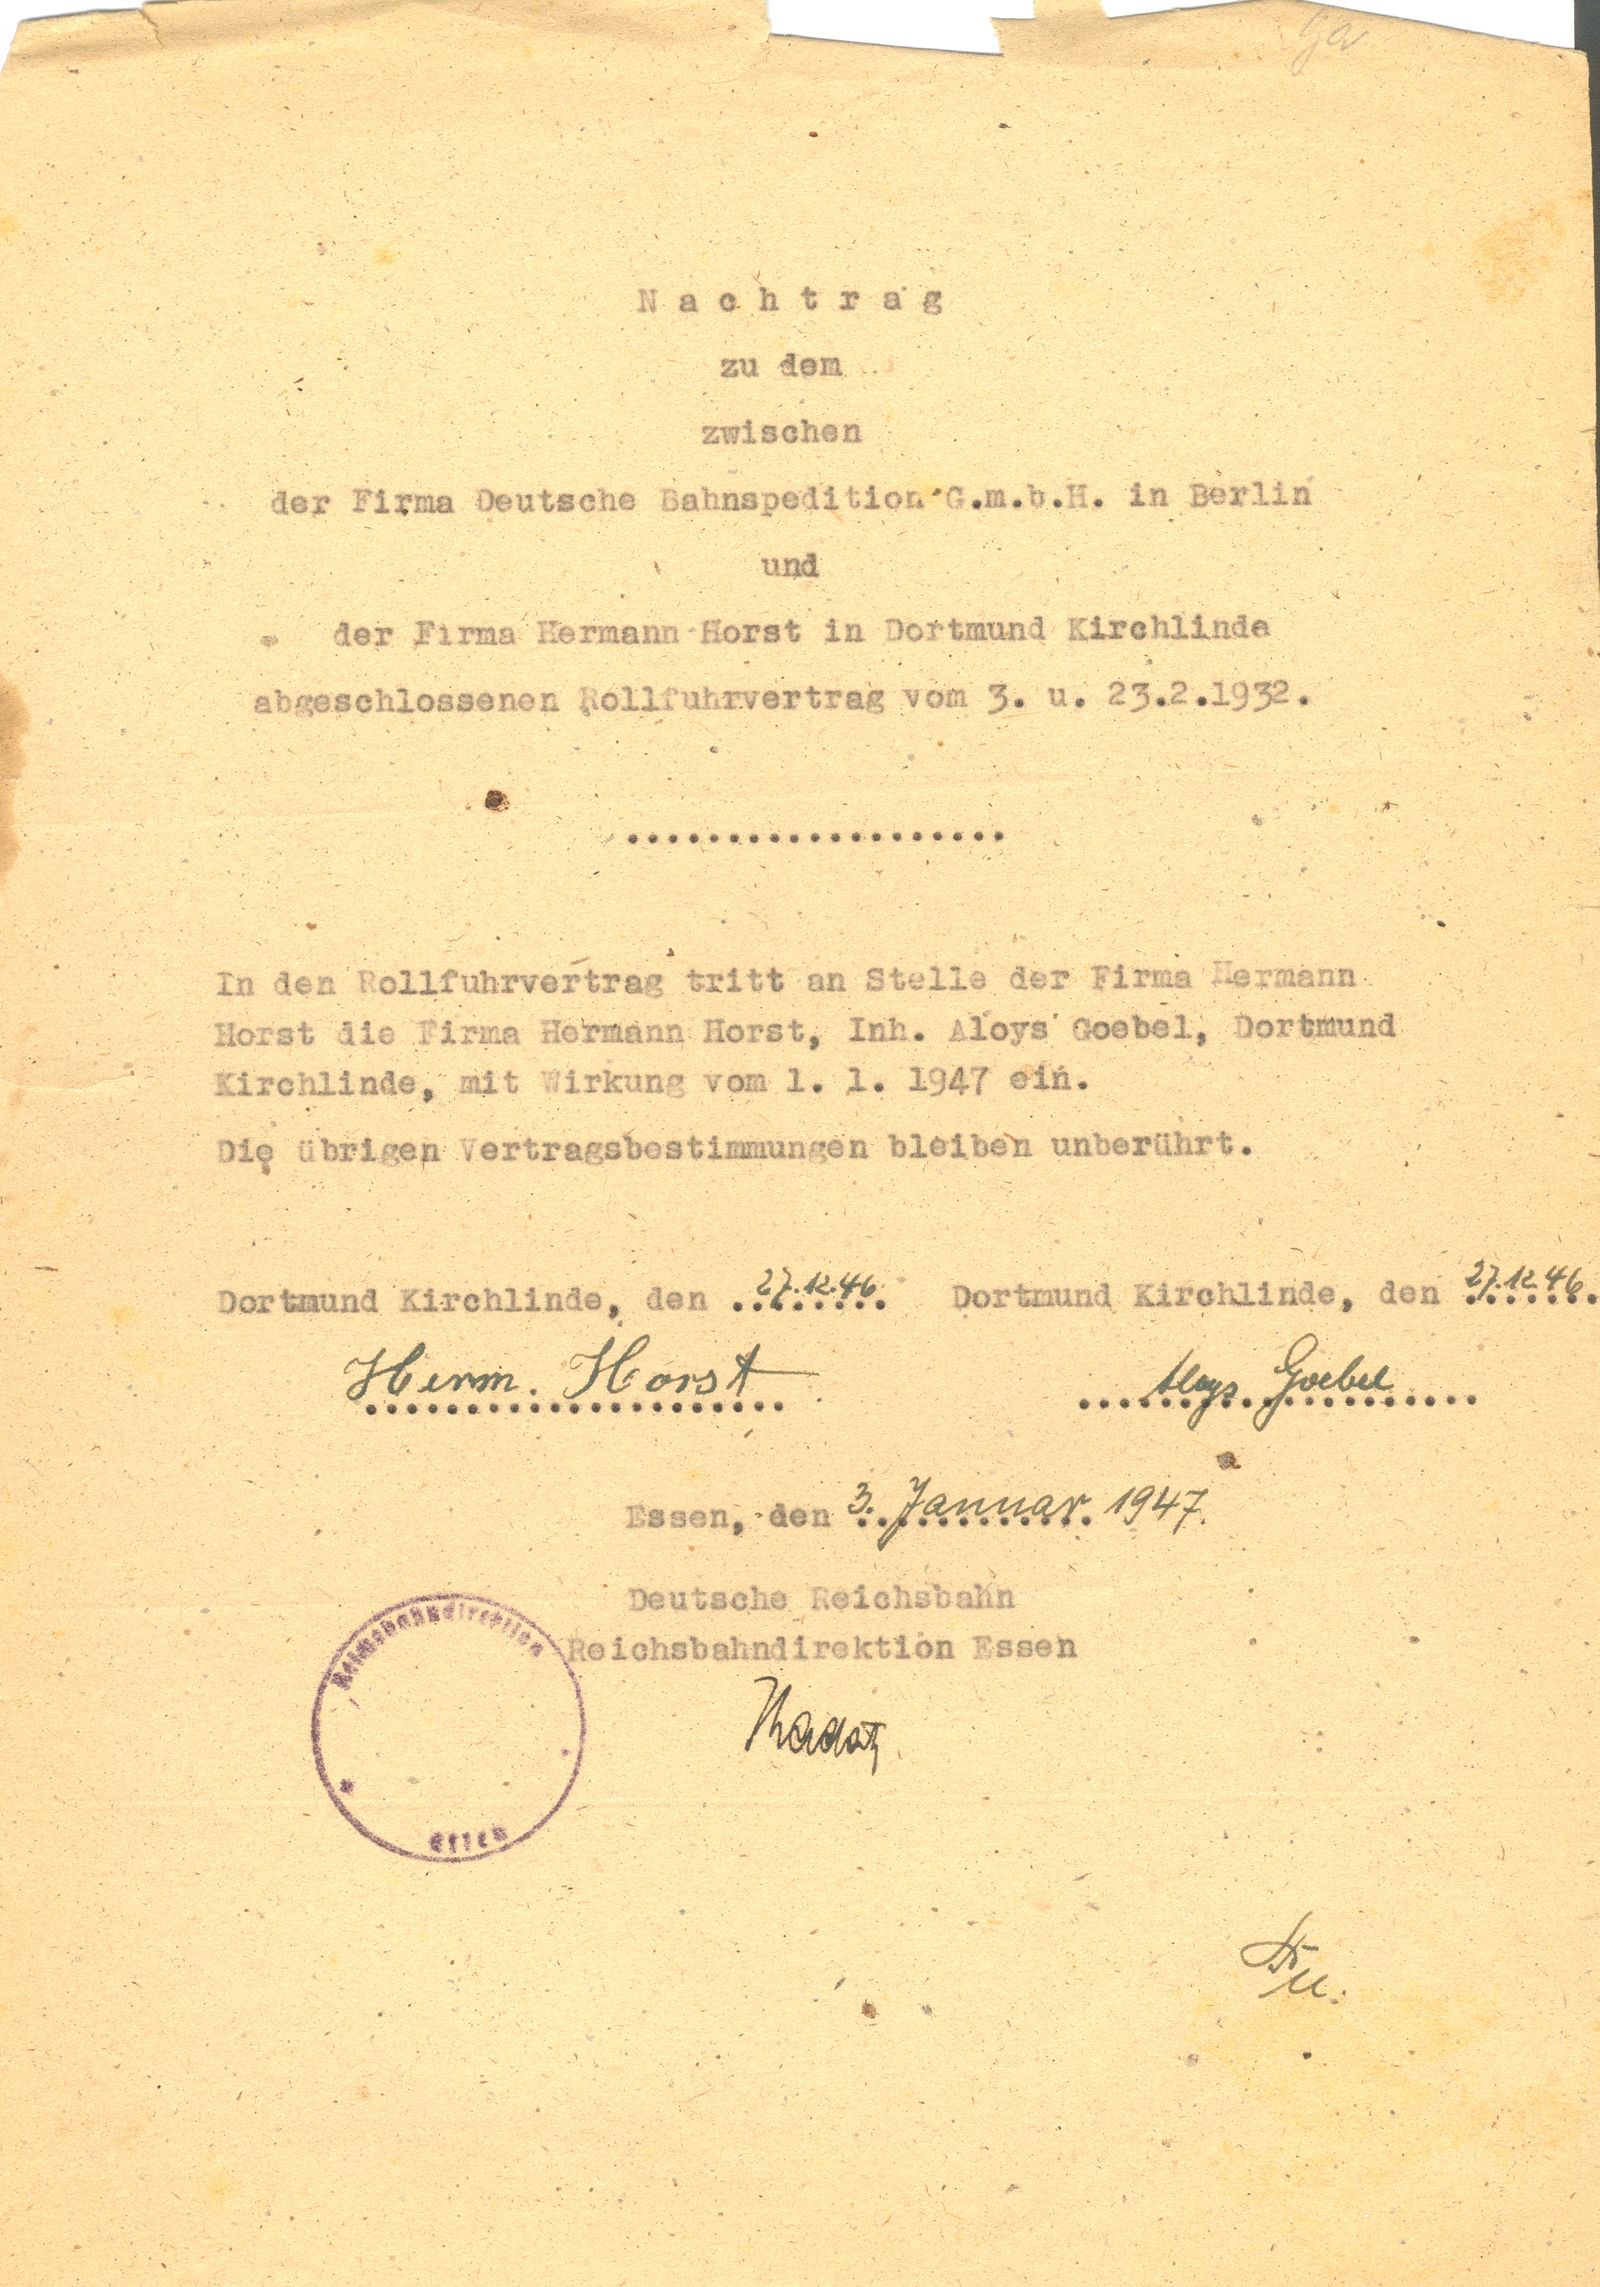 N a c h t r a g
zu dem
zwischen
der Firma Deutsche Bahnspedition G.m.b.H. in Berlin
und
der Firma Hermann Horst in Dortmund Kirchlinde
abgeschlossenen Rollfuhrvertrag vom 3. u. 23.2.1932.
...................
In den Rollfuhrvertrag tritt an Stelle der Firma Hermann
Horst die Firma Hermann Horst, Inh. Aloys Goebel, Dortmund
Kirchlinde, mit Wirkung vom 1. 1. 1947 ein.
Die übrigen Vertragsbestimmungen bleiben unberührt.
Dortmund Kirchlinde, den 27.12.46 Dortmund Kirchlinde, den 27.12.46
Herm. Horst Aloys Goebel
Essen, den 3. Januar 1947.
Deutsche Reichsbahn
Reichsbahndirektion Essen
Reichsbahndirektion
Essen